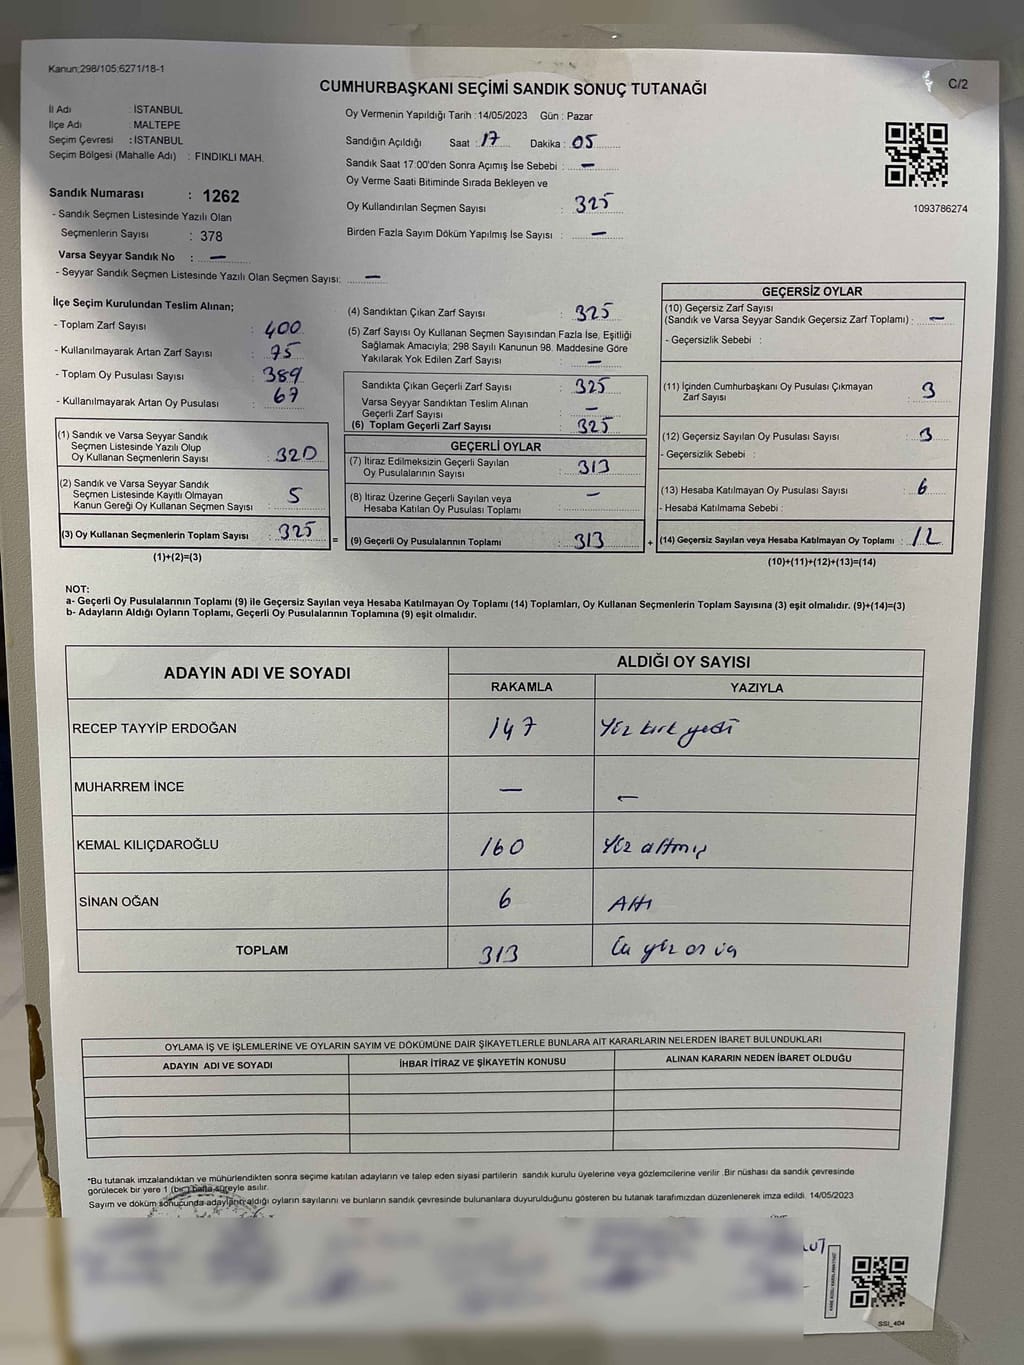 Kanun;298/105;6271/18-1
C/2
CUMHURBAŞKANI SEÇİMİ SANDIK SONUÇ TUTANAĞI
İl Adı : İSTANBUL
İlçe Adı : MALTEPE
Seçim Çevresi : İSTANBUL
Seçim Bölgesi (Mahalle Adı) : FINDIKLI MAH.
Sandık Numarası : 1262
- Sandık Seçmen Listesinde Yazılı Olan
Seçmenlerin Sayısı : 378
Varsa Seyyar Sandık No : —
- Seyyar Sandık Seçmen Listesinde Yazılı Olan Seçmen Sayısı: —
Oy Vermenin Yapıldığı Tarih :14/05/2023 Gün : Pazar
Sandığın Açıldığı Saat : 17 Dakika : 05
Sandık Saat 17:00'den Sonra Açımış İse Sebebi : —
Oy Verme Saati Bitiminde Sırada Bekleyen ve
Oy Kullandırılan Seçmen Sayısı : 325
Birden Fazla Sayım Döküm Yapılmış İse Sayısı : —
1093786274
İlçe Seçim Kurulundan Teslim Alınan;
- Toplam Zarf Sayısı : 400
- Kullanılmayarak Artan Zarf Sayısı : 75
- Toplam Oy Pusulası Sayısı : 389
- Kullanılmayarak Artan Oy Pusulası : 67
(1) Sandık ve Varsa Seyyar Sandık
Seçmen Listesinde Yazılı Olup
Oy Kullanan Seçmenlerin Sayısı : 320
(2) Sandık ve Varsa Seyyar Sandık
Seçmen Listesinde Kayıtlı Olmayan
Kanun Gereği Oy Kullanan Seçmen Sayısı : 5
(3) Oy Kullanan Seçmenlerin Toplam Sayısı : 325
(1)+(2)=(3)
(4) Sandıktan Çıkan Zarf Sayısı : 325
(5) Zarf Sayısı Oy Kullanan Seçmen Sayısından Fazla İse, Eşitliği
Sağlamak Amacıyla; 298 Sayılı Kanunun 98. Maddesine Göre
Yakılarak Yok Edilen Zarf Sayısı : —
Sandıkta Çıkan Geçerli Zarf Sayısı : 325
Varsa Seyyar Sandıktan Teslim Alınan
Geçerli Zarf Sayısı : —
(6) Toplam Geçerli Zarf Sayısı : 325
GEÇERLİ OYLAR
(7) İtiraz Edilmeksizin Geçerli Sayılan
Oy Pusulalarının Sayısı : 313
(8) İtiraz Üzerine Geçerli Sayılan veya
Hesaba Katılan Oy Pusulası Toplamı : —
= (9) Geçerli Oy Pusulalarının Toplamı : 313
GEÇERSİZ OYLAR
(10) Geçersiz Zarf Sayısı
(Sandık ve Varsa Seyyar Sandık Geçersiz Zarf Toplamı) : —
- Geçersizlik Sebebi :
(11) İçinden Cumhurbaşkanı Oy Pusulası Çıkmayan
Zarf Sayısı : 3
(12) Geçersiz Sayılan Oy Pusulası Sayısı : 3
- Geçersizlik Sebebi :
(13) Hesaba Katılmayan Oy Pusulası Sayısı : 6
- Hesaba Katılmama Sebebi :
+ (14) Geçersiz Sayılan veya Hesaba Katılmayan Oy Toplamı : 12
(10)+(11)+(12)+(13)=(14)
NOT:
a- Geçerli Oy Pusulalarının Toplamı (9) ile Geçersiz Sayılan veya Hesaba Katılmayan Oy Toplamı (14) Toplamları, Oy Kullanan Seçmenlerin Toplam Sayısına (3) eşit olmalıdır. (9)+(14)=(3)
b- Adayların Aldığı Oyların Toplamı, Geçerli Oy Pusulalarının Toplamına (9) eşit olmalıdır.
ADAYIN ADI VE SOYADI ALDIĞI OY SAYISI
RAKAMLA YAZIYLA
RECEP TAYYİP ERDOĞAN 147 Yüz kırk yedi
MUHARREM İNCE — —
KEMAL KILIÇDAROĞLU 160 Yüz altmış
SİNAN OĞAN 6 Altı
TOPLAM 313 Üç yüz on üç
OYLAMA İŞ VE İŞLEMLERİNE VE OYLARIN SAYIM VE DÖKÜMÜNE DAİR ŞİKAYETLERLE BUNLARA AİT KARARLARIN NELERDEN İBARET BULUNDUKLARI
ADAYIN ADI VE SOYADI İHBAR İTİRAZ VE ŞİKAYETİN KONUSU ALINAN KARARIN NEDEN İBARET OLDUĞU
*Bu tutanak imzalandıktan ve mühürlendikten sonra seçime katılan adayların ve talep eden siyasi partilerin sandık kurulu üyelerine veya gözlemcilerine verilir .Bir nüshası da sandık çevresinde
görülecek bir yere 1 (bir) hafta süreyle asılır.
Sayım ve döküm sonucunda adayların aldığı oyların sayılarını ve bunların sandık çevresinde bulunanlara duyurulduğunu gösteren bu tutanak tarafımızdan düzenlenerek imza edildi. 14/05/2023
SSI_404